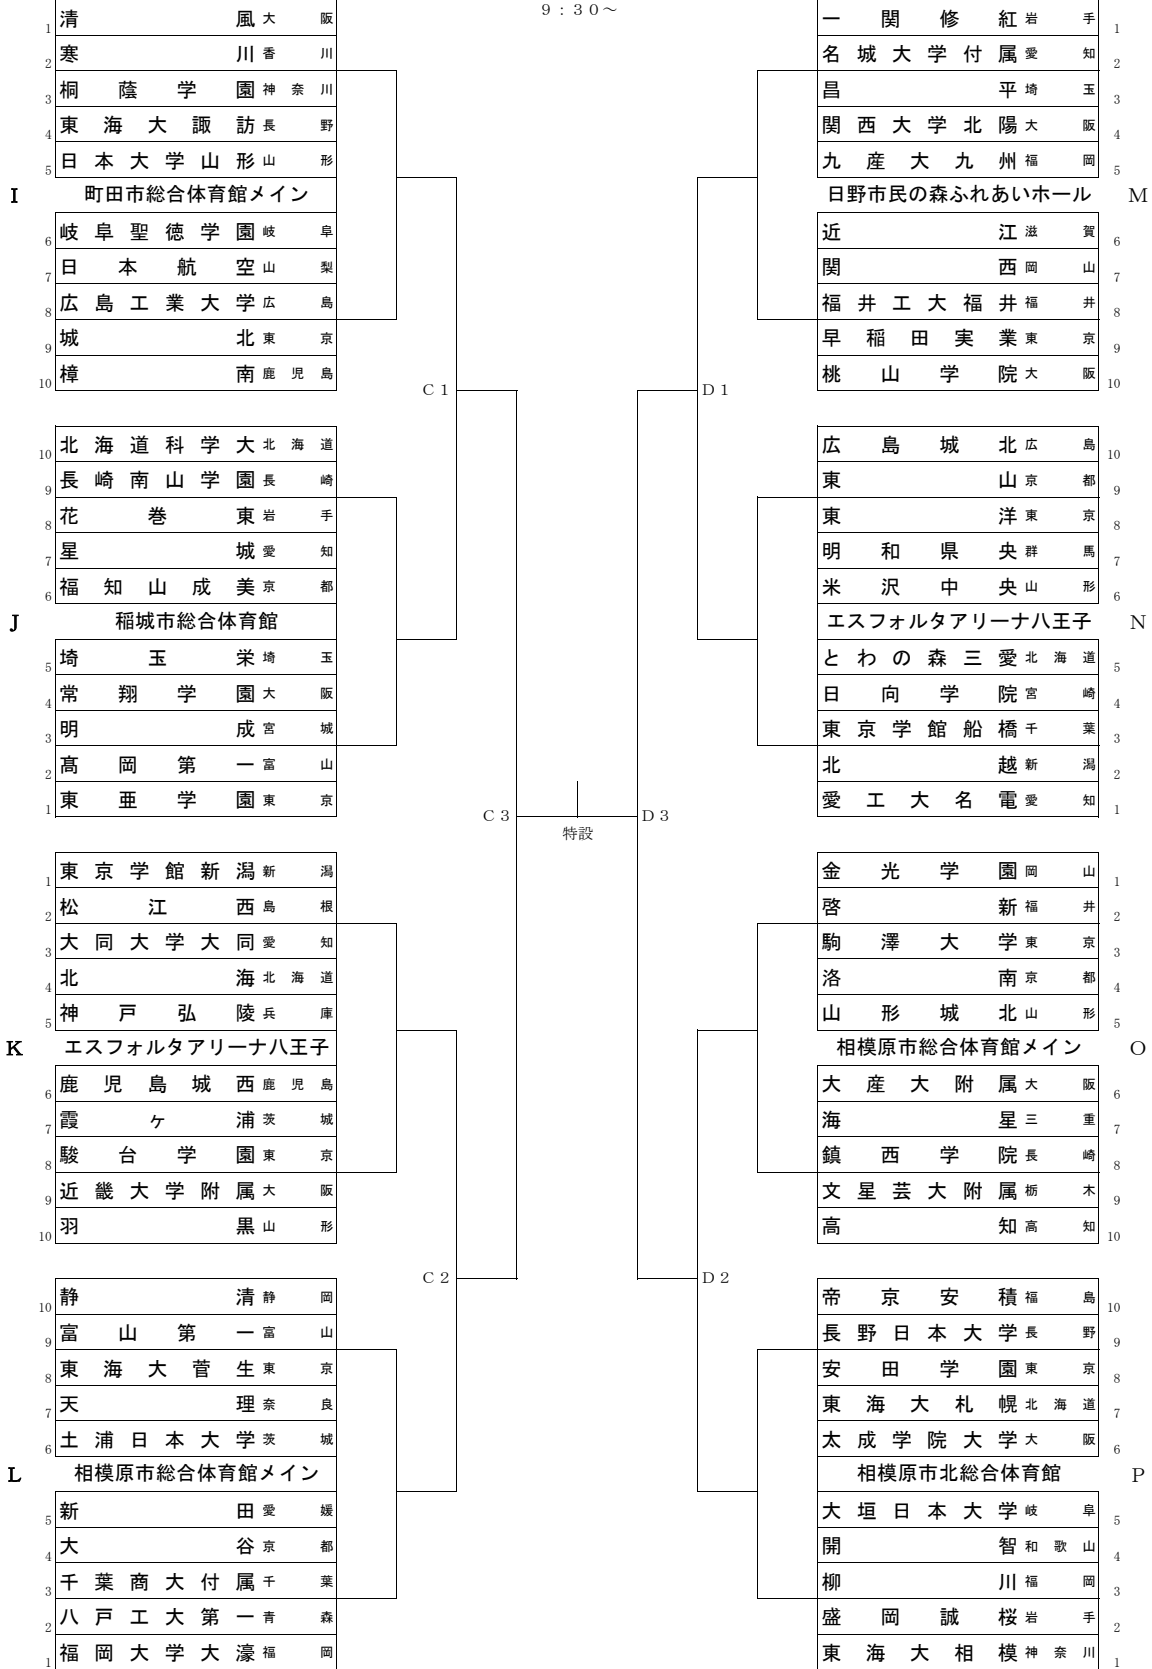 9：30～
1 清風 大阪
2 寒川 香川
3 桐蔭学園 神奈川
4 東海大諏訪 長野
5 日本大学山形 山形
I 町田市総合体育館メイン
6 岐阜聖徳学園 岐阜
7 日本航空 山梨
8 広島工業大学 広島
9 城北 東京
10 樟南 鹿児島
C1
10 北海道科学大 北海道
9 長崎南山学園 長崎
8 花巻東 岩手
7 星城 愛知
6 福知山成美 京都
J 稲城市総合体育館
5 埼玉栄 埼玉
4 常翔学園 大阪
3 明成 宮城
2 髙岡第一 富山
1 東亜学園 東京
C3
1 東京学館新潟 新潟
2 松江西 島根
3 大同大学大同 愛知
4 北海 北海道
5 神戸弘陵 兵庫
K エスフォルタアリーナ八王子
6 鹿児島城西 鹿児島
7 霞ヶ浦 茨城
8 駿台学園 東京
9 近畿大学附属 大阪
10 羽黒 山形
C2
10 静清 静岡
9 富山第一 富山
8 東海大菅生 東京
7 天理 奈良
6 土浦日本大学 茨城
L 相模原市総合体育館メイン
5 新田 愛媛
4 大谷 京都
3 千葉商大付属 千葉
2 八戸工大第一 青森
1 福岡大学大濠 福岡
特設
一関修紅 岩手 1
名城大学付属 愛知 2
昌平 埼玉 3
関西大学北陽 大阪 4
九産大九州 福岡 5
日野市民の森ふれあいホール M
近江 滋賀 6
関西 岡山 7
福井工大福井 福井 8
早稲田実業 東京 9
桃山学院 大阪 10
D1
広島城北 広島 10
東山 京都 9
東洋 東京 8
明和県央 群馬 7
米沢中央 山形 6
エスフォルタアリーナ八王子 N
とわの森三愛 北海道 5
日向学院 宮崎 4
東京学館船橋 千葉 3
北越 新潟 2
愛工大名電 愛知 1
D3
金光学園 岡山 1
啓新 福井 2
駒澤大学 東京 3
洛南 京都 4
山形城北 山形 5
相模原市総合体育館メイン O
大産大附属 大阪 6
海星 三重 7
鎮西学院 長崎 8
文星芸大附属 栃木 9
高知 高知 10
D2
帝京安積 福島 10
長野日本大学 長野 9
安田学園 東京 8
東海大札幌 北海道 7
太成学院大学 大阪 6
相模原市北総合体育館 P
大垣日本大学 岐阜 5
開智 和歌山 4
柳川 福岡 3
盛岡誠桜 岩手 2
東海大相模 神奈川 1